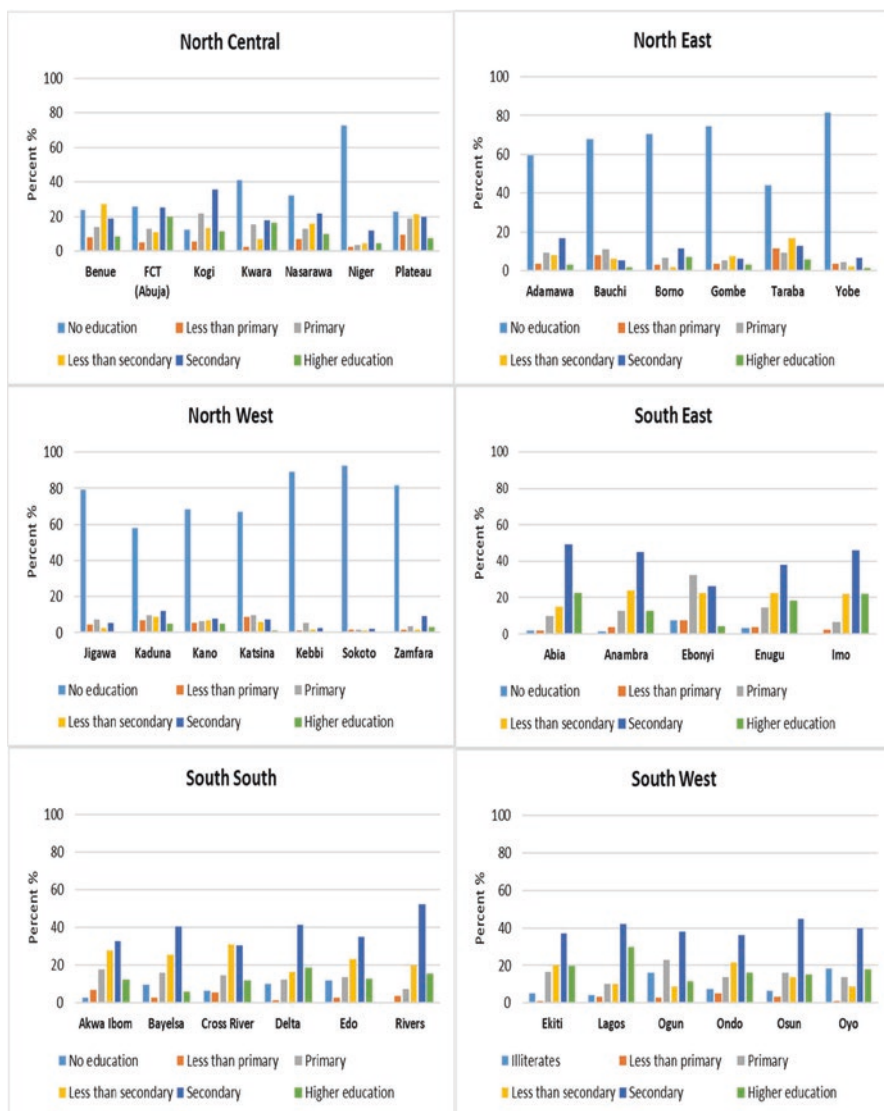 North Central
100
80
60
40
20
0
Percent %
Benue FCT (Abuja) Kogi Kwara Nasarawa Niger Plateau
No education Less than primary Primary
Less than secondary Secondary Higher education
North East
100
80
60
40
20
0
Percent %
Adamawa Bauchi Borno Gombe Taraba Yobe
No education Less than primary Primary
Less than secondary Secondary Higher education
North West
100
80
60
40
20
0
Percent %
Jigawa Kaduna Kano Katsina Kebbi Sokoto Zamfara
No education Less than primary Primary
Less than secondary Secondary Higher education
South East
100
80
60
40
20
0
Percent %
Abia Anambra Ebonyi Enugu Imo
No education Less than primary Primary
Less than secondary Secondary Higher education
South South
100
80
60
40
20
0
Percent %
Akwa Ibom Bayelsa Cross River Delta Edo Rivers
No education Less than primary Primary
Less than secondary Secondary Higher education
South West
100
80
60
40
20
0
Percent %
Ekiti Lagos Ogun Ondo Osun Oyo
Illiterates Less than primary Primary
Less than secondary Secondary Higher education